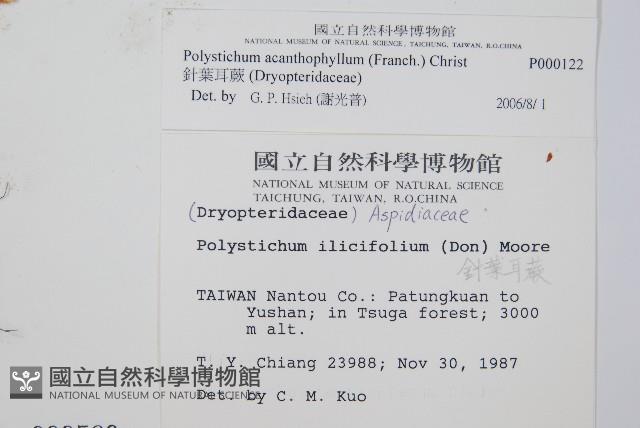 國立自然科學博物館
NATIONAL MUSEUM OF NATURAL SCIENCE, TAICHUNG, TAIWAN, R.O.CHINA
Polystichum acanthophyllum (Franch.) Christ P000122
針葉耳蕨 (Dryopteridaceae)
Det. by G. P. Hsieh (謝光普) 2006/8/1
國立自然科學博物館
NATIONAL MUSEUM OF NATURAL SCIENCE
TAICHUNG, TAIWAN, R.O.CHINA
(Dryopteridaceae) Aspidiaceae
Polystichum ilicifolium (Don) Moore
針葉耳蕨
TAIWAN Nantou Co.: Patungkuan to
Yushan; in Tsuga forest; 3000
m alt.
T. Y. Chiang 23988; Nov 30, 1987
國立自然科學博物館
NATIONAL MUSEUM OF NATURAL SCIENCE
Det. by C. M. Kuo